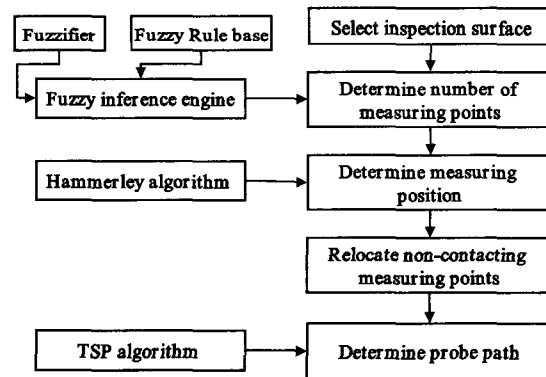 Fuzzifier
Fuzzy Rule base
Select inspection surface
Fuzzy inference engine
Determine number of
measuring points
Hammerley algorithm
Determine measuring
position
Relocate non-contacting
measuring points
TSP algorithm
Determine probe path